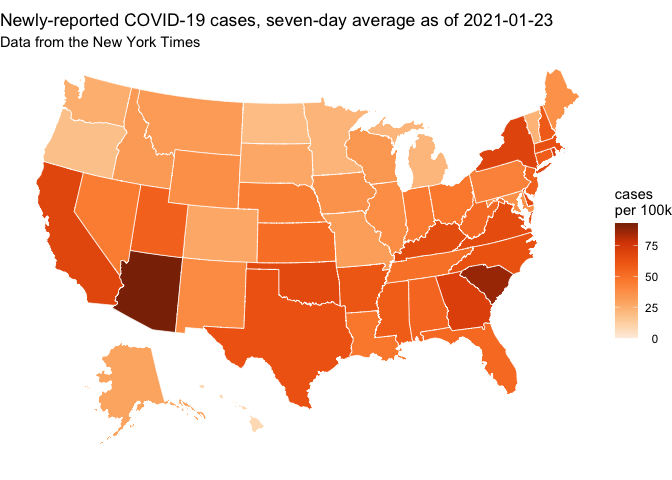 Newly-reported COVID-19 cases, seven-day average as of 2021-01-23
Data from the New York Times
cases
per 100k
75
50
25
0